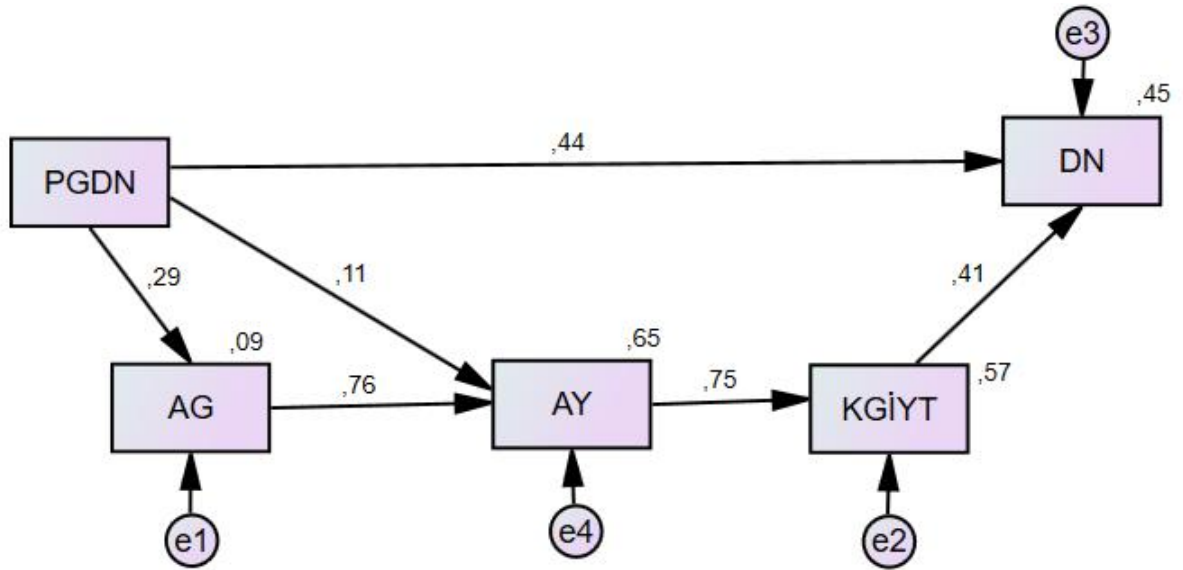 e3
,45
,44
DN
PGDN
,29
,11
,41
,09
,65
,76
,75
,57
AG
AY
KGİYT
e1
e4
e2